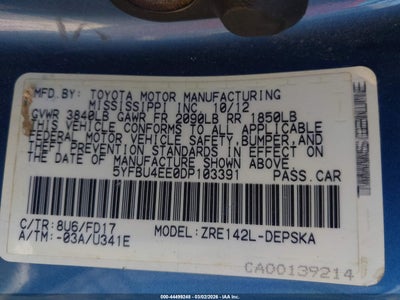 MFD.BY: TOYOTA MOTOR MANUFACTURING
MISSISSIPPI INC. 10/12
GVWR 3840LB GAWR FR 2090LB RR 1850LB
THIS VEHICLE CONFORMS TO ALL APPLICABLE
FEDERAL MOTOR VEHICLE SAFETY,BUMPER,AND
THEFT PREVENTION STANDARDS IN EFFECT ON
THE DATE OF MANUFACTURE SHOWN ABOVE.
5YFBU4EE0DP103391 PASS.CAR
C/TR:8U6/FD17 MODEL:ZRE142L-DEPSKA
A/TM:-03A/U341E
CA00139214
000-44499249 - 03/02/2026 - 000-44499249